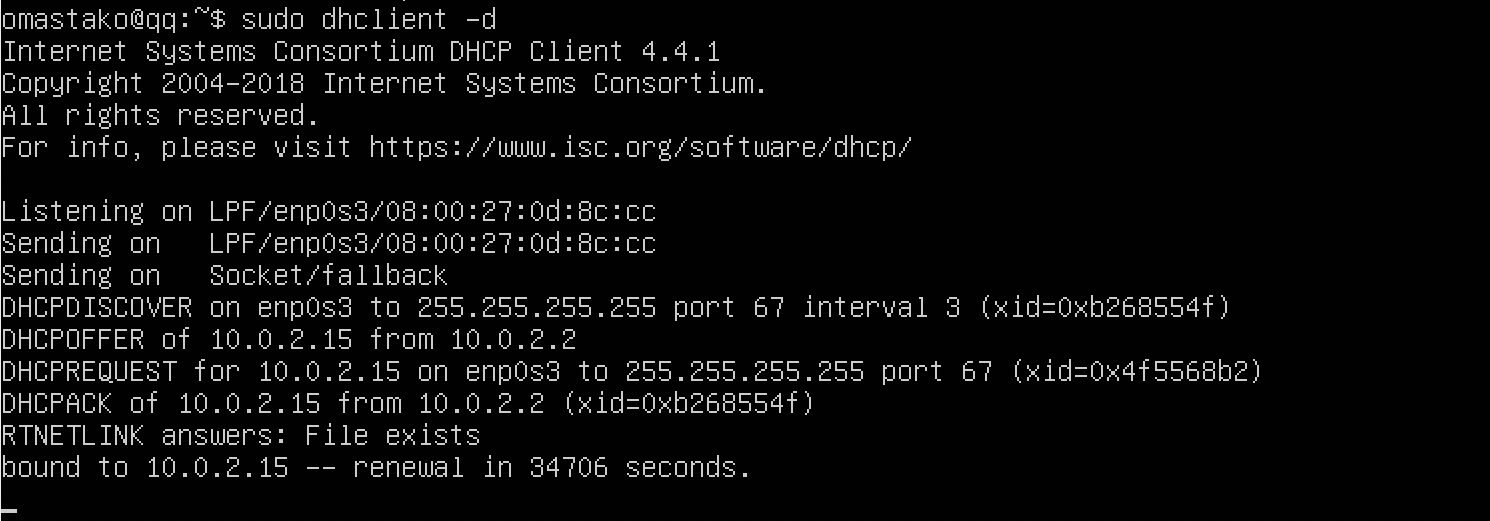 omastako@qq:~$ sudo dhclient -d
Internet Systems Consortium DHCP Client 4.4.1
Copyright 2004-2018 Internet Systems Consortium.
All rights reserved.
For info, please visit https://www.isc.org/software/dhcp/
Listening on LPF/enp0s3/08:00:27:0d:8c:cc
Sending on   LPF/enp0s3/08:00:27:0d:8c:cc
Sending on   Socket/fallback
DHCPDISCOVER on enp0s3 to 255.255.255.255 port 67 interval 3 (xid=0xb268554f)
DHCPOFFER of 10.0.2.15 from 10.0.2.2
DHCPREQUEST for 10.0.2.15 on enp0s3 to 255.255.255.255 port 67 (xid=0x4f5568b2)
DHCPACK of 10.0.2.15 from 10.0.2.2 (xid=0xb268554f)
RTNETLINK answers: File exists
bound to 10.0.2.15 -- renewal in 34706 seconds.